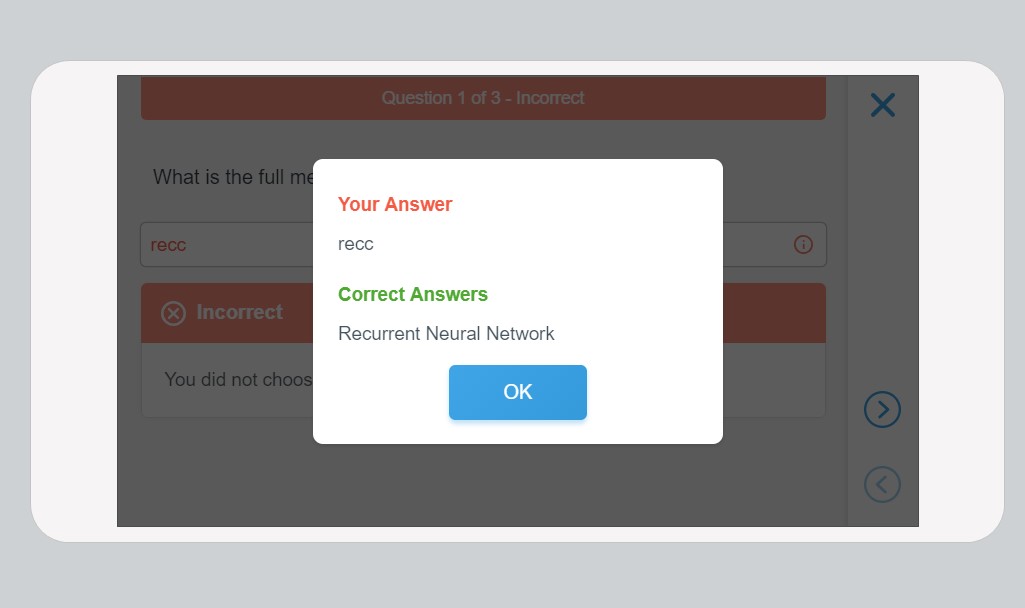 Question 1 of 3 - Incorrect
What is the full me
Your Answer
recc
recc
Correct Answers
Incorrect
Recurrent Neural Network
You did not choos
OK